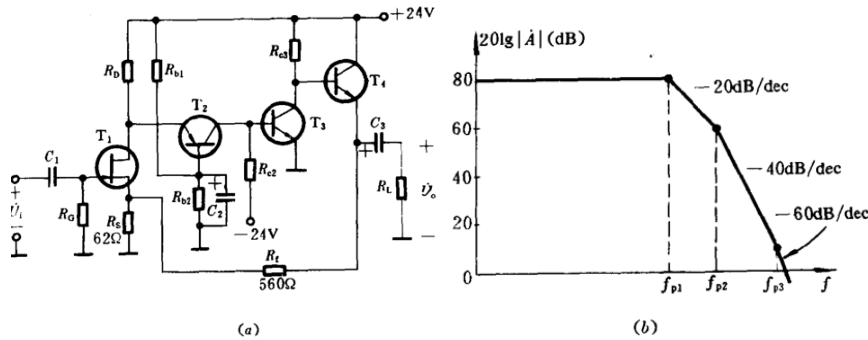 +24V
R_D
R_b1
R_c3
T_4
T_2
T_3
T_1
C_1
C_3
+
+
+
U̇_i
−
R_G
R_S
62Ω
R_b2
+
C_2
R_c2
−24V
R_L
U̇_o
−
R_f
560Ω
(a)
20lg|Ȧ|(dB)
80
60
40
20
0
−20dB/dec
−40dB/dec
−60dB/dec
f_p1
f_p2
f_p3
f
(b)